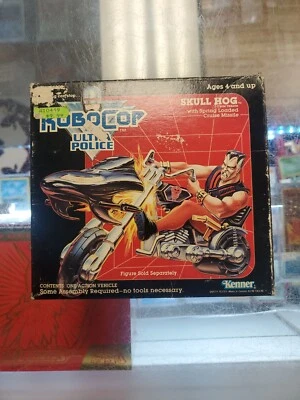 Ages 4 and up
ROBOCOP
ULTRA
POLICE
SKULL HOG
with Spring Loaded
Cruise Missile
Figure Sold Separately
CONTENTS: ONE ACTION VEHICLE
Some Assembly Required—no tools necessary.
Kenner